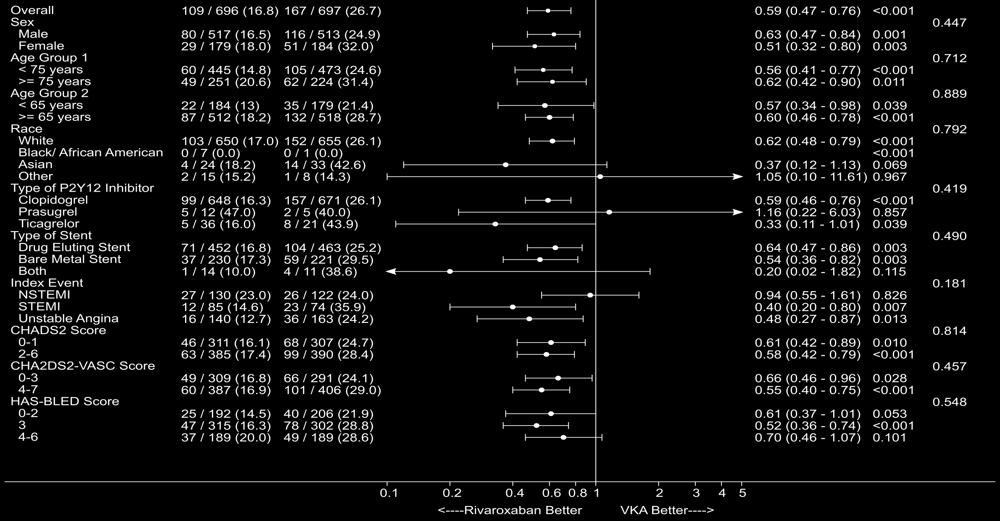 Overall 109 / 696 (16.8) 167 / 697 (26.7) 0.59 (0.47 - 0.76) <0.001
Sex 0.447
Male 80 / 517 (16.5) 116 / 513 (24.9) 0.63 (0.47 - 0.84) 0.001
Female 29 / 179 (18.0) 51 / 184 (32.0) 0.51 (0.32 - 0.80) 0.003
Age Group 1 0.712
< 75 years 60 / 445 (14.8) 105 / 473 (24.6) 0.56 (0.41 - 0.77) <0.001
>= 75 years 49 / 251 (20.6) 62 / 224 (31.4) 0.62 (0.42 - 0.90) 0.011
Age Group 2 0.889
< 65 years 22 / 184 (13) 35 / 179 (21.4) 0.57 (0.34 - 0.98) 0.039
>= 65 years 87 / 512 (18.2) 132 / 518 (28.7) 0.60 (0.46 - 0.78) <0.001
Race 0.792
White 103 / 650 (17.0) 152 / 655 (26.1) 0.62 (0.48 - 0.79) <0.001
Black/ African American 0 / 7 (0.0) 0 / 1 (0.0) <0.001
Asian 4 / 24 (18.2) 14 / 33 (42.6) 0.37 (0.12 - 1.13) 0.069
Other 2 / 15 (15.2) 1 / 8 (14.3) 1.05 (0.10 - 11.61) 0.967
Type of P2Y12 Inhibitor 0.419
Clopidogrel 99 / 648 (16.3) 157 / 671 (26.1) 0.59 (0.46 - 0.76) <0.001
Prasugrel 5 / 12 (47.0) 2 / 5 (40.0) 1.16 (0.22 - 6.03) 0.857
Ticagrelor 5 / 36 (16.0) 8 / 21 (43.9) 0.33 (0.11 - 1.01) 0.039
Type of Stent 0.490
Drug Eluting Stent 71 / 452 (16.8) 104 / 463 (25.2) 0.64 (0.47 - 0.86) 0.003
Bare Metal Stent 37 / 230 (17.3) 59 / 221 (29.5) 0.54 (0.36 - 0.82) 0.003
Both 1 / 14 (10.0) 4 / 11 (38.6) 0.20 (0.02 - 1.82) 0.115
Index Event 0.181
NSTEMI 27 / 130 (23.0) 26 / 122 (24.0) 0.94 (0.55 - 1.61) 0.826
STEMI 12 / 85 (14.6) 23 / 74 (35.9) 0.40 (0.20 - 0.80) 0.007
Unstable Angina 16 / 140 (12.7) 36 / 163 (24.2) 0.48 (0.27 - 0.87) 0.013
CHADS2 Score 0.814
0-1 46 / 311 (16.1) 68 / 307 (24.7) 0.61 (0.42 - 0.89) 0.010
2-6 63 / 385 (17.4) 99 / 390 (28.4) 0.58 (0.42 - 0.79) <0.001
CHA2DS2-VASC Score 0.457
0-3 49 / 309 (16.8) 66 / 291 (24.1) 0.66 (0.46 - 0.96) 0.028
4-7 60 / 387 (16.9) 101 / 406 (29.0) 0.55 (0.40 - 0.75) <0.001
HAS-BLED Score 0.548
0-2 25 / 192 (14.5) 40 / 206 (21.9) 0.61 (0.37 - 1.01) 0.053
3 47 / 315 (16.3) 78 / 302 (28.8) 0.52 (0.36 - 0.74) <0.001
4-6 37 / 189 (20.0) 49 / 189 (28.6) 0.70 (0.46 - 1.07) 0.101
0.1 0.2 0.4 0.6 0.8 1 2 3 4 5
<----Rivaroxaban Better VKA Better---->